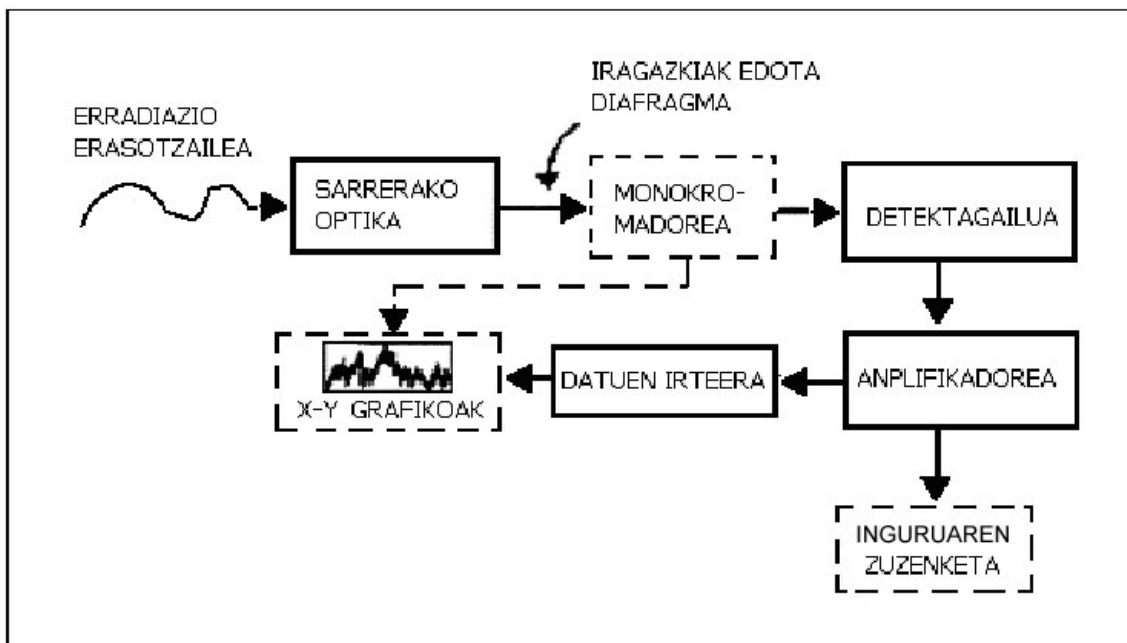 ERRADIAZIO
ERASOTZAILEA
IRAGAZKIAK EDOTA
DIAFRAGMA
SARRERAKO
OPTIKA
MONOKRO-
MADOREA
DETEKTAGAILUA
X-Y GRAFIKOAK
DATUEN IRTEERA
ANPLIFIKADOREA
INGURUAREN
ZUZENKETA